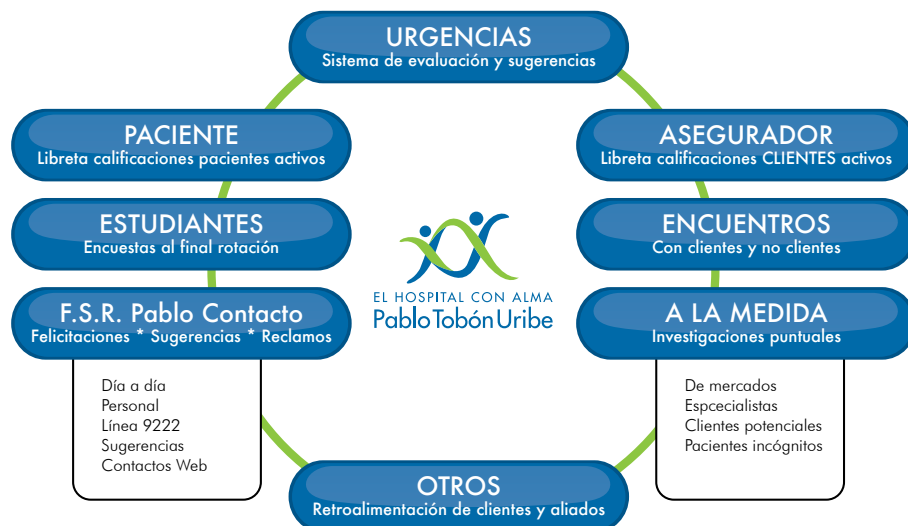 URGENCIAS
Sistema de evaluación y sugerencias
PACIENTE
Libreta calificaciones pacientes activos
ASEGURADOR
Libreta calificaciones CLIENTES activos
ESTUDIANTES
Encuestas al final rotación
ENCUENTROS
Con clientes y no clientes
EL HOSPITAL CON ALMA
Pablo Tobón Uribe
F.S.R. Pablo Contacto
Felicitaciones * Sugerencias * Reclamos
Día a día
Personal
Línea 9222
Sugerencias
Contactos Web
A LA MEDIDA
Investigaciones puntuales
De mercados
Espcecialistas
Clientes potenciales
Pacientes incógnitos
OTROS
Retroalimentación de clientes y aliados